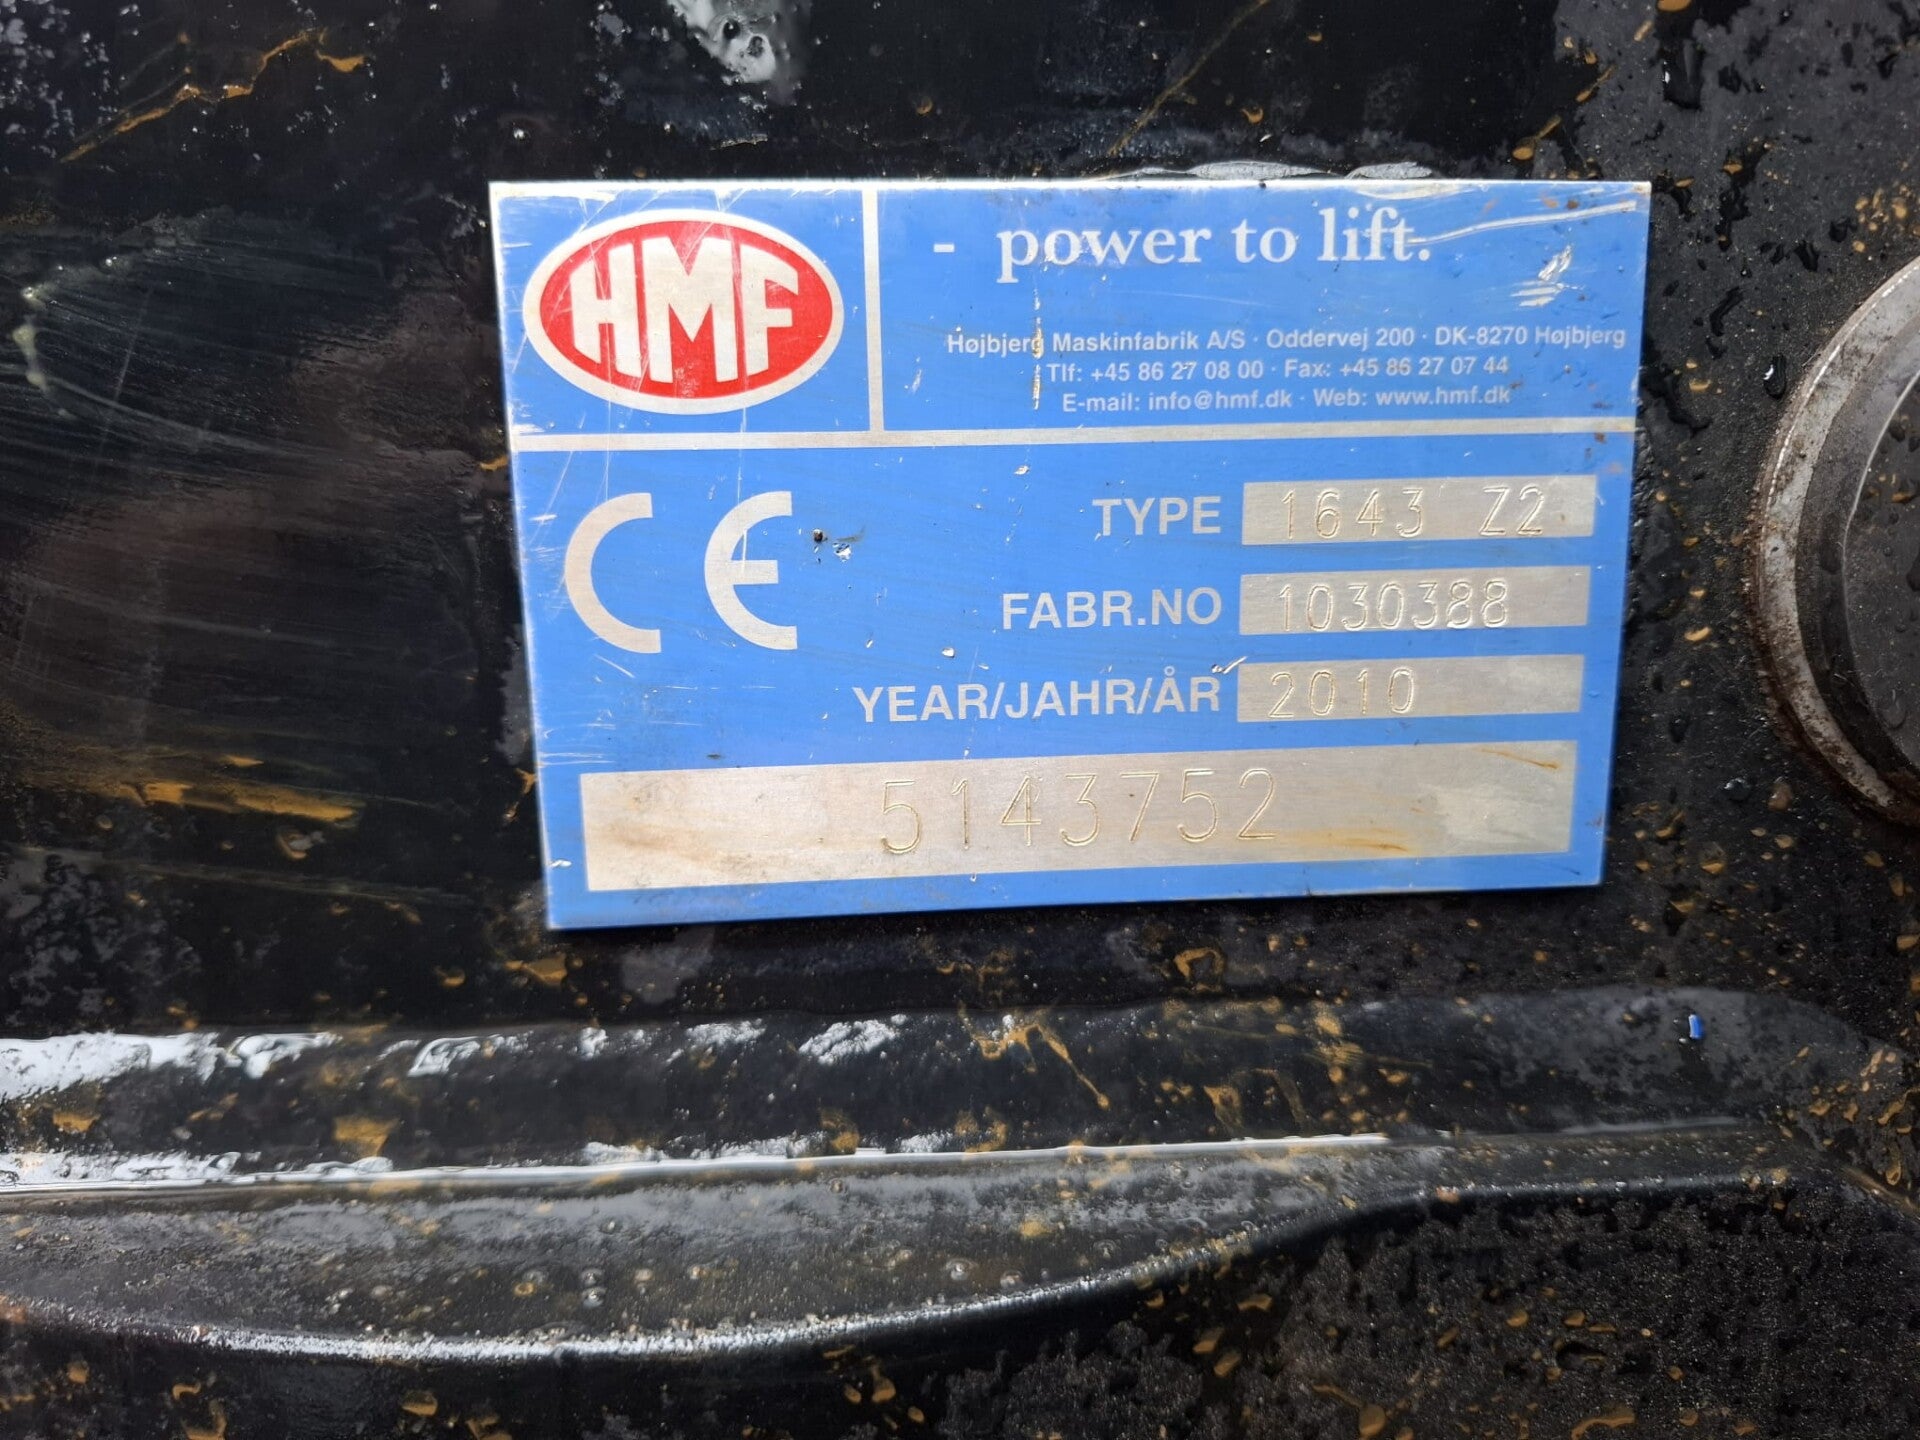 HMF
- power to lift.
Højbjerg Maskinfabrik A/S · Oddervej 200 · DK-8270 Højbjerg
Tlf: +45 86 27 08 00 · Fax: +45 86 27 07 44
E-mail: info@hmf.dk · Web: www.hmf.dk
CE
TYPE 1643 Z2
FABR.NO 1030388
YEAR/JAHR/ÅR 2010
5143752